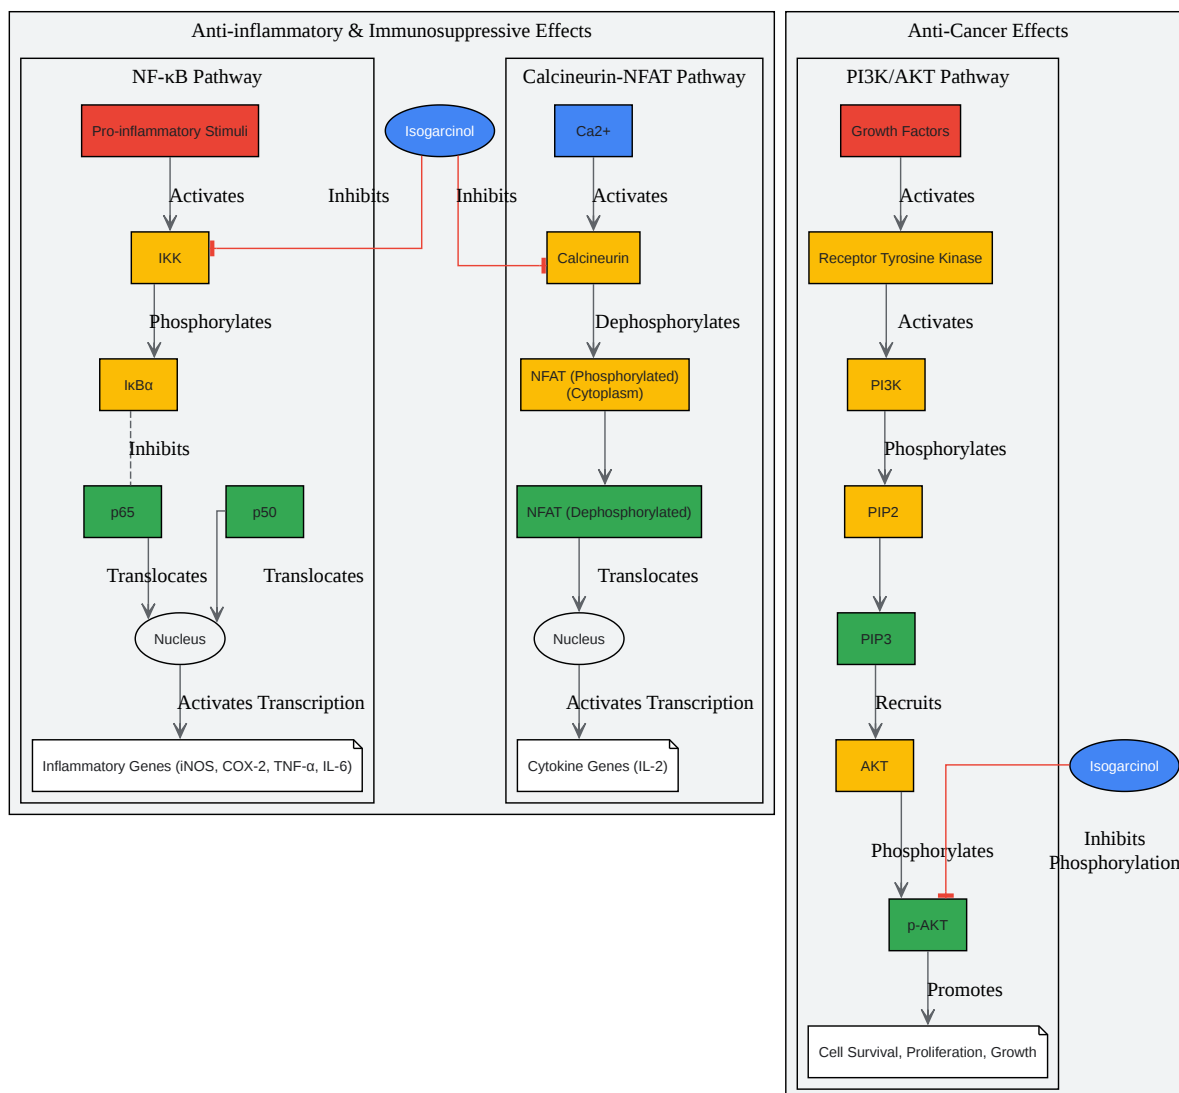 Anti-inflammatory & Immunosuppressive Effects
NF-κB Pathway
Pro-inflammatory Stimuli
Activates
IKK
Phosphorylates
IκBα
Inhibits
p65
p50
Translocates
Translocates
Nucleus
Activates Transcription
Inflammatory Genes (iNOS, COX-2, TNF-α, IL-6)
Isogarcinol
Inhibits
Inhibits
Calcineurin-NFAT Pathway
Ca2+
Activates
Calcineurin
Dephosphorylates
NFAT (Phosphorylated)
(Cytoplasm)
NFAT (Dephosphorylated)
Translocates
Nucleus
Activates Transcription
Cytokine Genes (IL-2)
Anti-Cancer Effects
PI3K/AKT Pathway
Growth Factors
Activates
Receptor Tyrosine Kinase
Activates
PI3K
Phosphorylates
PIP2
PIP3
Recruits
AKT
Phosphorylates
p-AKT
Promotes
Cell Survival, Proliferation, Growth
Isogarcinol
Inhibits
Phosphorylation